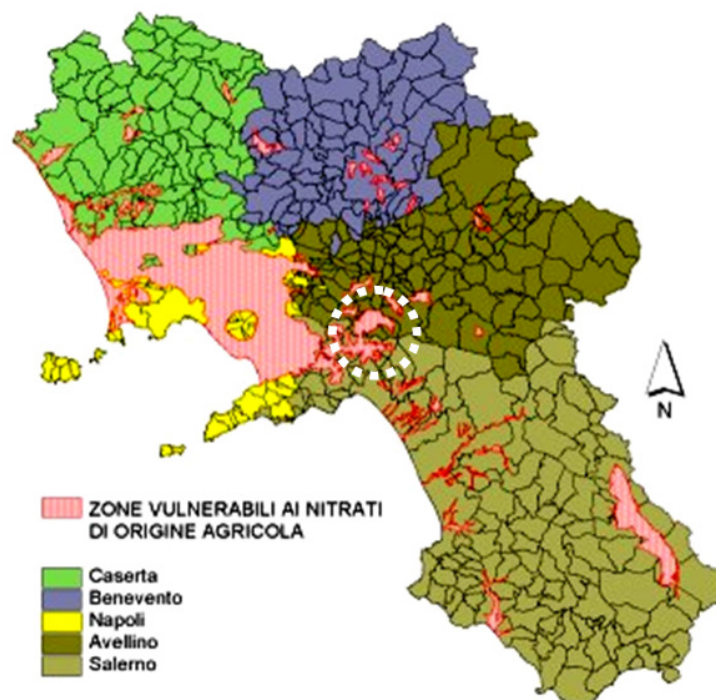 N
ZONE VULNERABILI AI NITRATI
DI ORIGINE AGRICOLA
Caserta
Benevento
Napoli
Avellino
Salerno